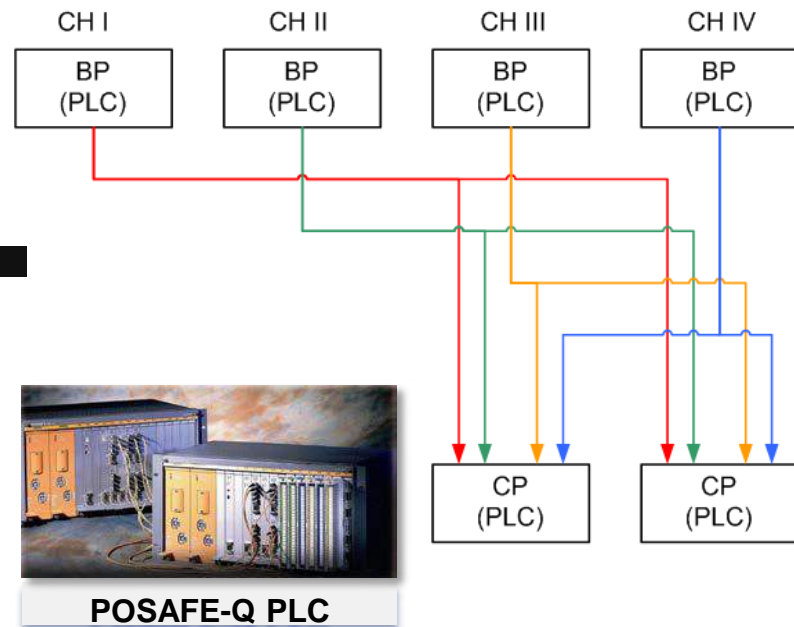 CH I CH II CH III CH IV
BP BP BP BP
(PLC) (PLC) (PLC) (PLC)
CP CP
(PLC) (PLC)
POSAFE-Q PLC